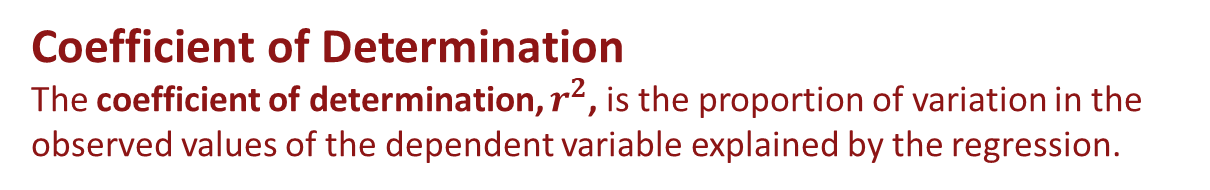 Coefficient of Determination
The coefficient of determination, r², is the proportion of variation in the
observed values of the dependent variable explained by the regression.